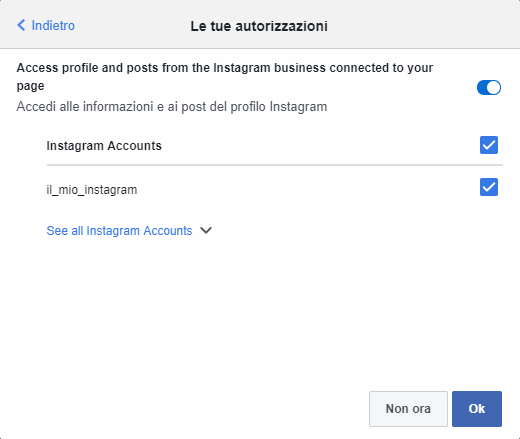 Indietro
Le tue autorizzazioni
Access profile and posts from the Instagram business connected to your
page
Accedi alle informazioni e ai post del profilo Instagram
Instagram Accounts
il_mio_instagram
See all Instagram Accounts
Non ora
Ok